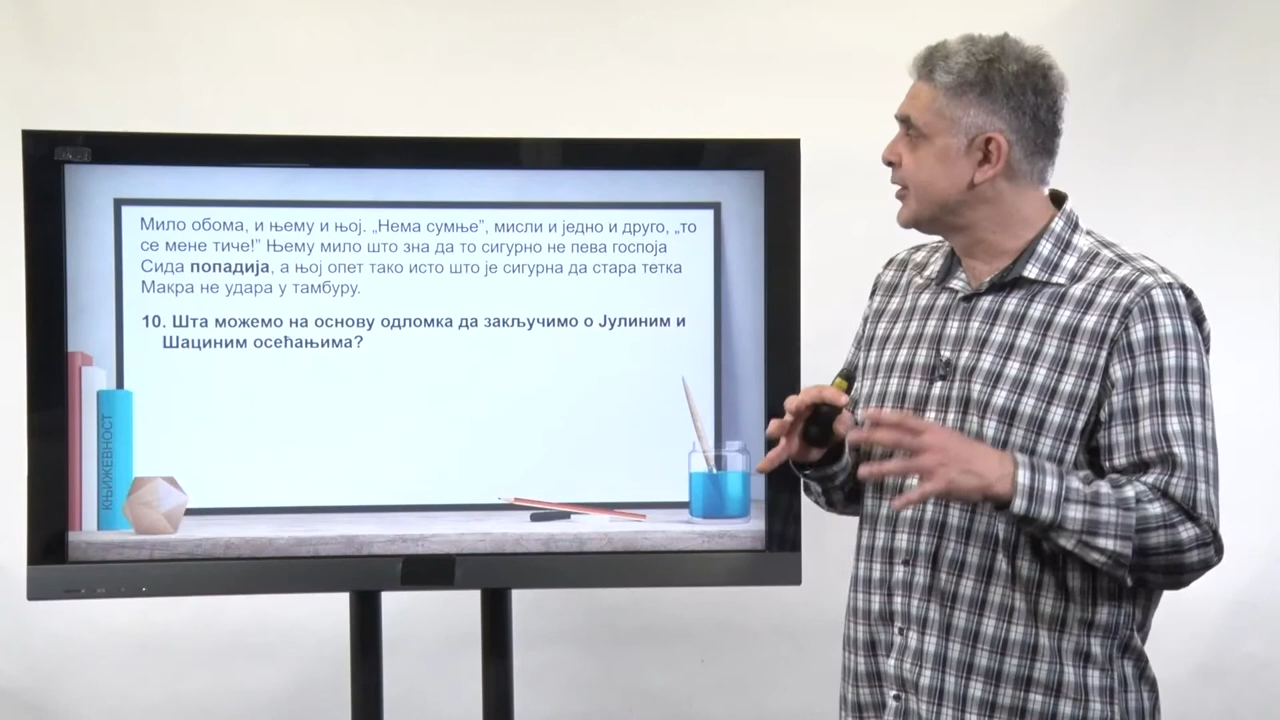 Мило обома, и њему и њој. „Нема сумње”, мисли и једно и друго, „то
се мене тиче!” Њему мило што зна да то сигурно не пева госпоја
Сида попадија, а њој опет тако исто што је сигурна да стара тетка
Макра не удара у тамбуру.
10. Шта можемо на основу одломка да закључимо о Јулиним и
Шациним осећањима?
КЊИЖЕВНОСТ